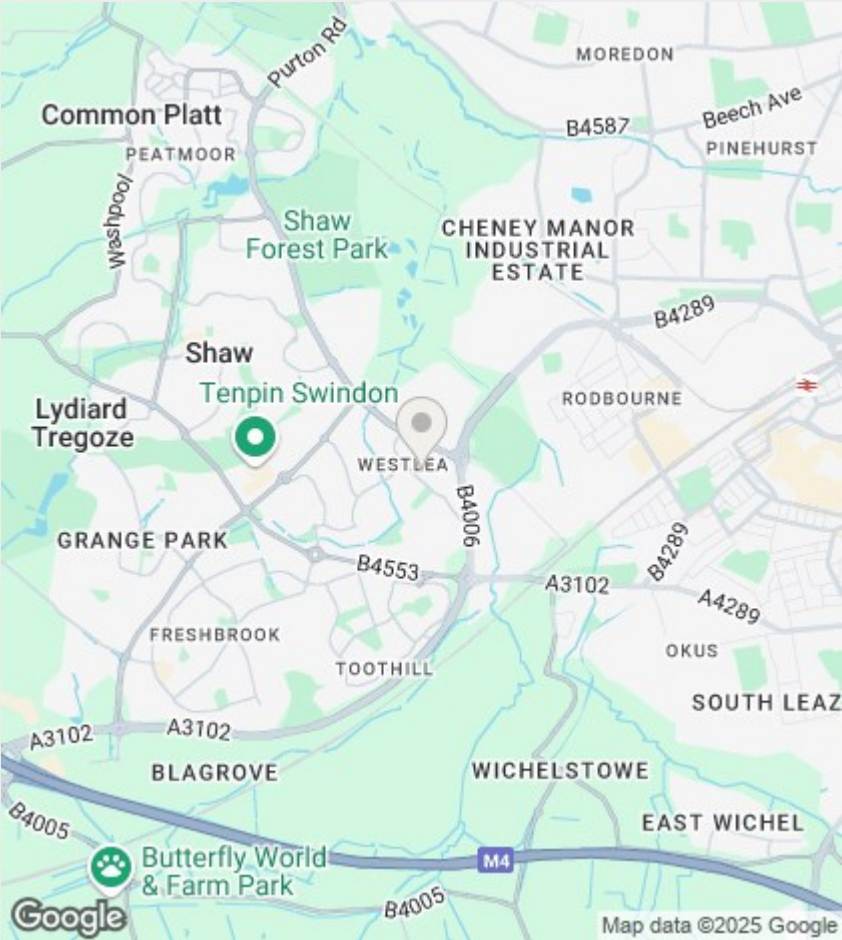 Purton Rd
MOREDON
Common Platt
B4587
Beech Ave
PEATMOOR
PINEHURST
Washpool
Shaw
Forest Park
CHENEY MANOR
INDUSTRIAL
ESTATE
B4289
Shaw
Tenpin Swindon
RODBOURNE
Lydiard
Tregoze
WESTLEA
B4006
GRANGE PARK
B4553
B4289
A3102
A4289
FRESHBROOK
TOOTHILL
OKUS
SOUTH LEAZ
A3102
A3102
BLAGROVE
WICHELSTOWE
B4005
EAST WICHEL
Butterfly World
& Farm Park
M4
B4005
Google
Map data ©2025 Google